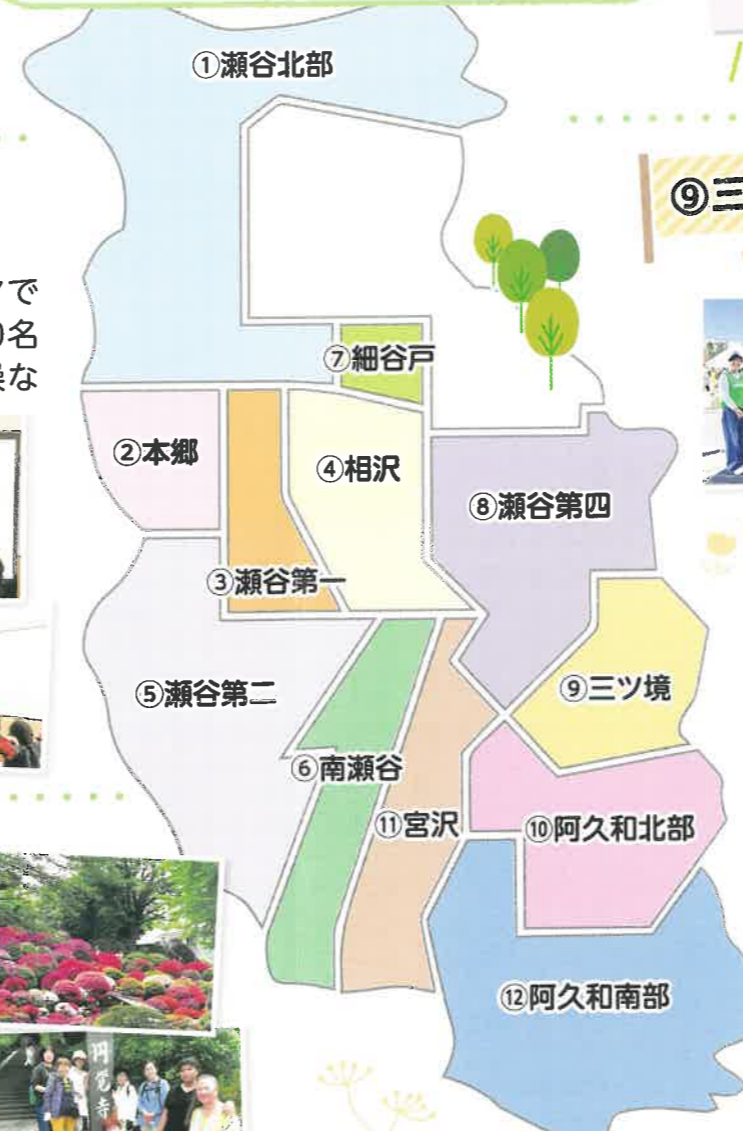 ①瀬谷北部
⑨三
で
名
な
⑦細谷戸
②本郷
④相沢
⑧瀬谷第四
③瀬谷第一
⑤瀬谷第二
⑨三ツ境
⑥南瀬谷
⑪宮沢
⑩阿久和北部
⑫阿久和南部
円覚寺